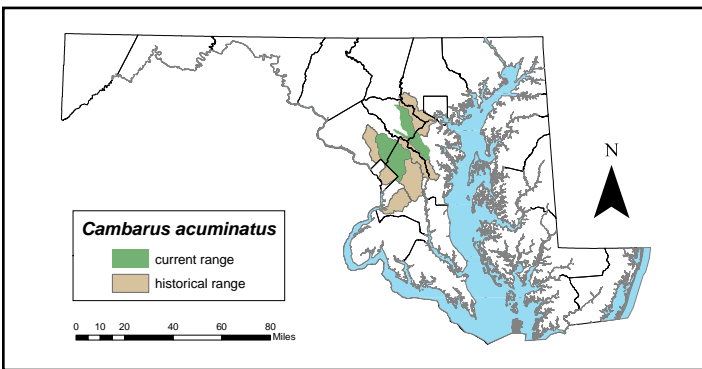 N
Cambarus acuminatus
current range
historical range
0 10 20 40 60 80
Miles